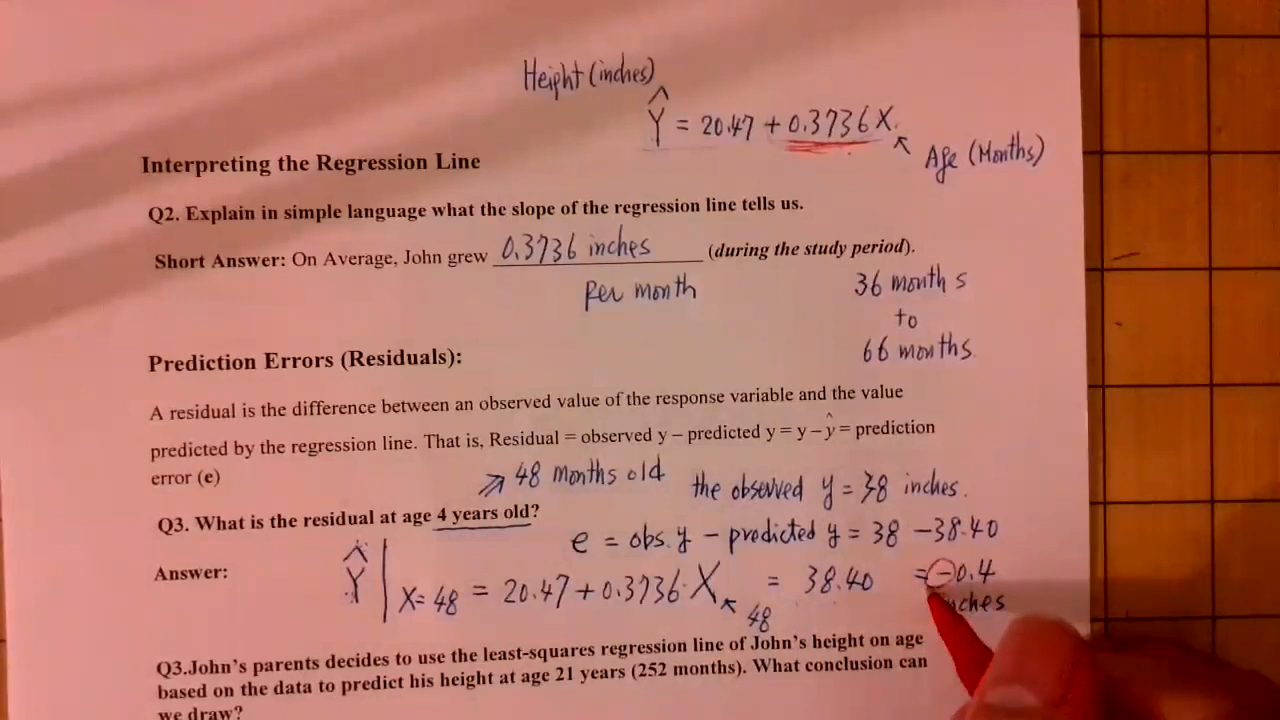 Height (inches)
Ŷ = 20.47 + 0.3736 X
Age (Months)
Interpreting the Regression Line
Q2. Explain in simple language what the slope of the regression line tells us.
Short Answer: On Average, John grew 0.3736 inches (during the study period).
per month
36 months
to
66 months.
Prediction Errors (Residuals):
A residual is the difference between an observed value of the response variable and the value
predicted by the regression line. That is, Residual = observed y – predicted y = y – ŷ = prediction
error (e)
48 months old the observed y = 38 inches.
Q3. What is the residual at age 4 years old?
e = obs. y - predicted y = 38 - 38.40
Answer: Ŷ | X=48 = 20.47 + 0.3736·X = 38.40 = -0.4
48
Q3.John's parents decides to use the least-squares regression line of John's height on age
based on the data to predict his height at age 21 years (252 months). What conclusion can
we draw?